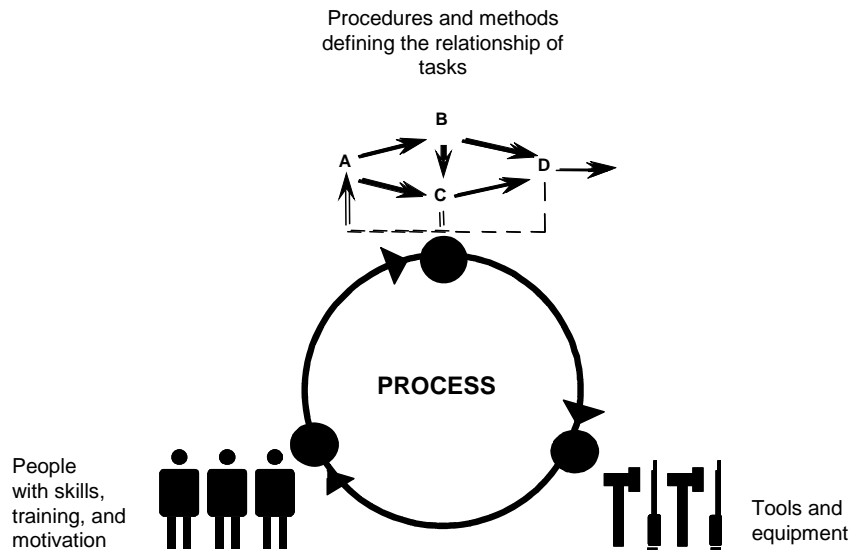 Procedures and methods
defining the relationship of
tasks
B
A
D
C
PROCESS
People
with skills,
training, and
motivation
Tools and
equipment